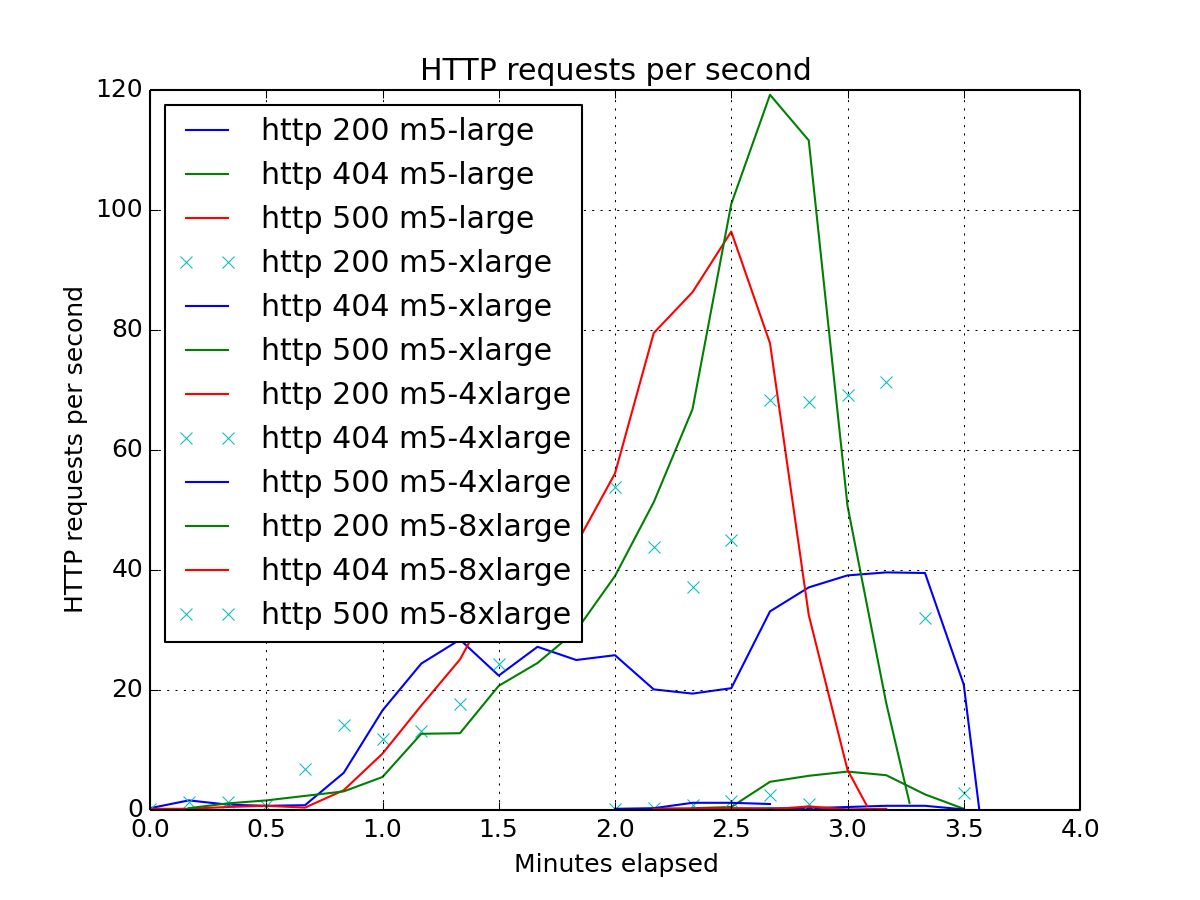 HTTP requests per second
120
100
80
60
40
20
0
HTTP requests per second
http 200 m5-large
http 404 m5-large
http 500 m5-large
http 200 m5-xlarge
http 404 m5-xlarge
http 500 m5-xlarge
http 200 m5-4xlarge
http 404 m5-4xlarge
http 500 m5-4xlarge
http 200 m5-8xlarge
http 404 m5-8xlarge
http 500 m5-8xlarge
0.0 0.5 1.0 1.5 2.0 2.5 3.0 3.5 4.0
Minutes elapsed